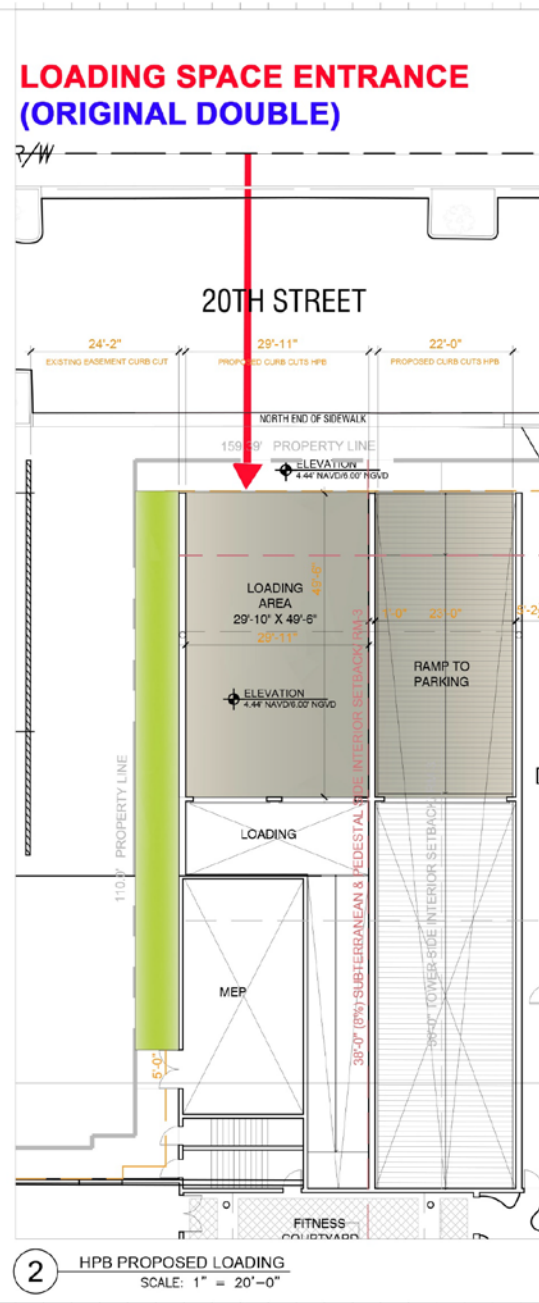 LOADING SPACE ENTRANCE
(ORIGINAL DOUBLE)
R/W
20TH STREET
24'-2"
29'-11"
22'-0"
EXISTING EASEMENT CURB CUT
PROPOSED CURB CUTS HPB
PROPOSED CURB CUTS HPB
NORTH END OF SIDEWALK
PROPERTY LINE
ELEVATION
4.44' NAVD/6.00' NGVD
LOADING
AREA
29'-10" X 49'-6"
49'-6"
29'-11"
1'-0"
23'-0"
RAMP TO
PARKING
ELEVATION
4.44' NAVD/6.00' NGVD
LOADING
110.0' PROPERTY LINE
38'-0" (8%) SUBTERRANEAN & PEDESTAL SIDE INTERIOR SETBACK RM-3
TOWER SIDE INTERIOR SETBACK
MEP
5'-0"
FITNESS
COURTYARD
2
HPB PROPOSED LOADING
SCALE: 1" = 20'-0"